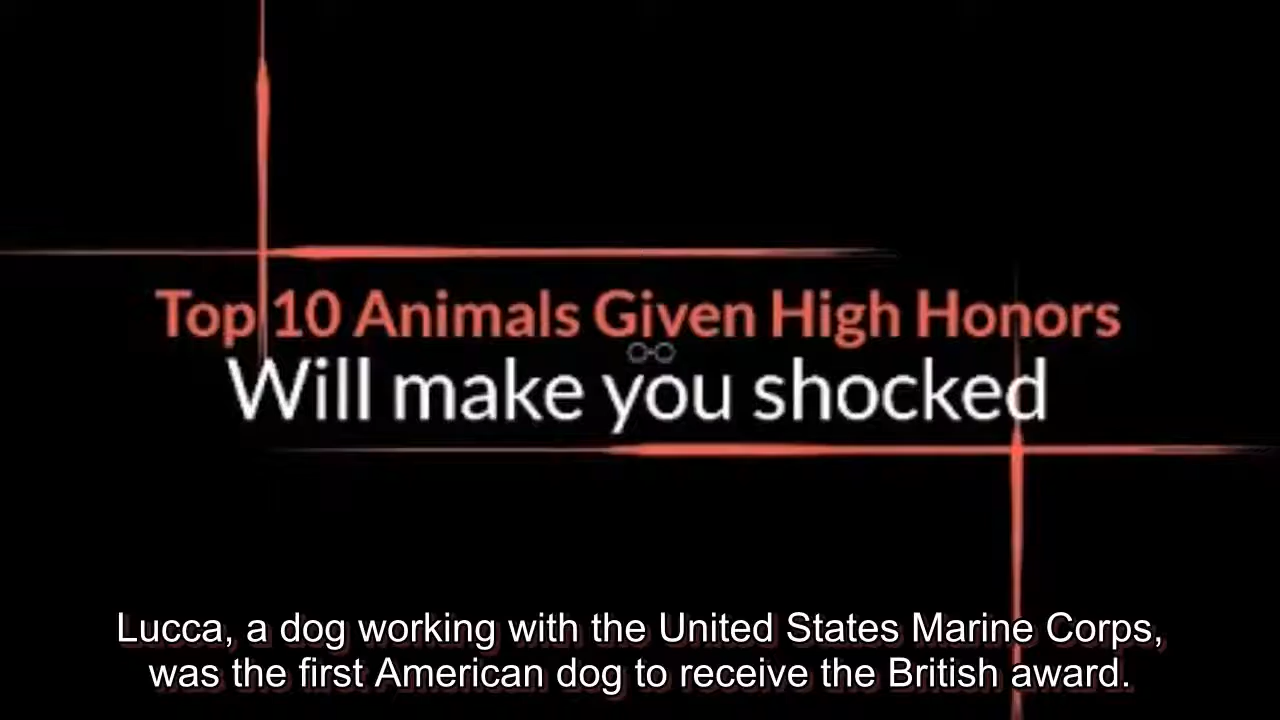 Top 10 Animals Given High Honors
Will make you shocked
Lucca, a dog working with the United States Marine Corps,
was the first American dog to receive the British award.